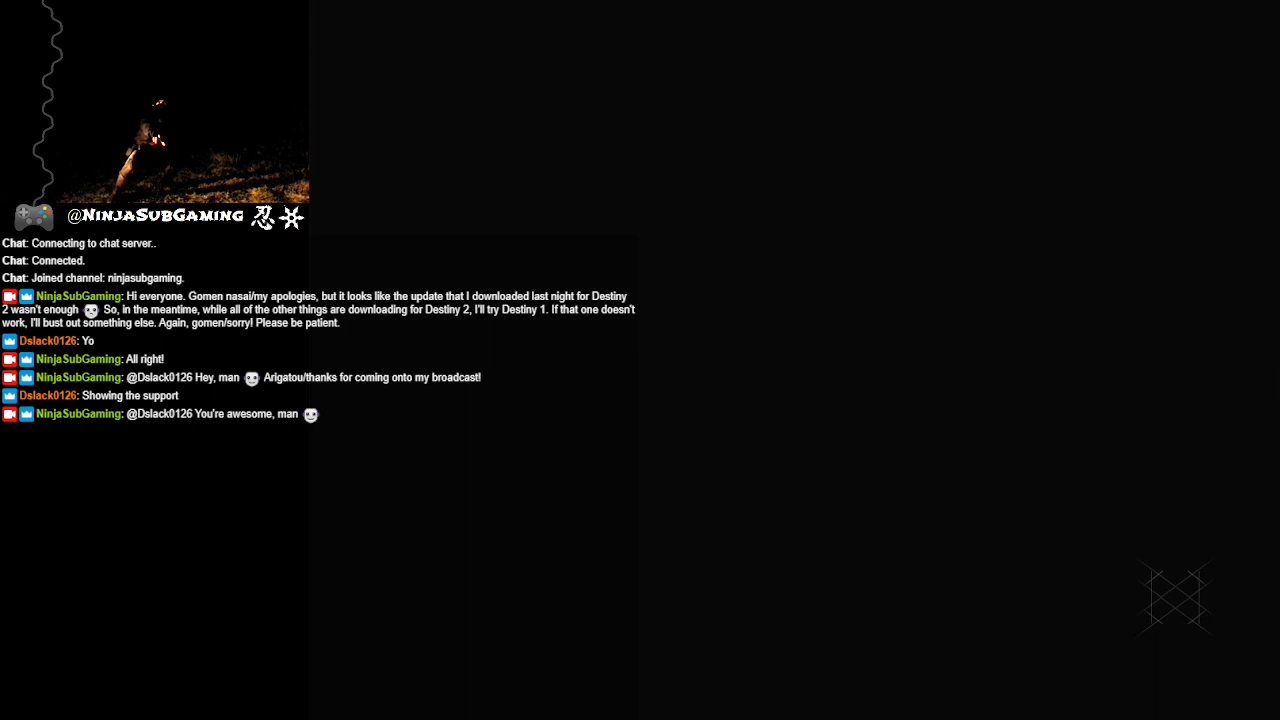 @NinjaSubGaming 忍
Chat: Connecting to chat server..
Chat: Connected.
Chat: Joined channel: ninjasubgaming.
NinjaSubGaming: Hi everyone. Gomen nasai/my apologies, but it looks like the update that I downloaded last night for Destiny
2 wasn't enough So, in the meantime, while all of the other things are downloading for Destiny 2, I'll try Destiny 1. If that one doesn't
work, I'll bust out something else. Again, gomen/sorry! Please be patient.
Dslack0126: Yo
NinjaSubGaming: All right!
NinjaSubGaming: @Dslack0126 Hey, man Arigatou/thanks for coming onto my broadcast!
Dslack0126: Showing the support
NinjaSubGaming: @Dslack0126 You're awesome, man